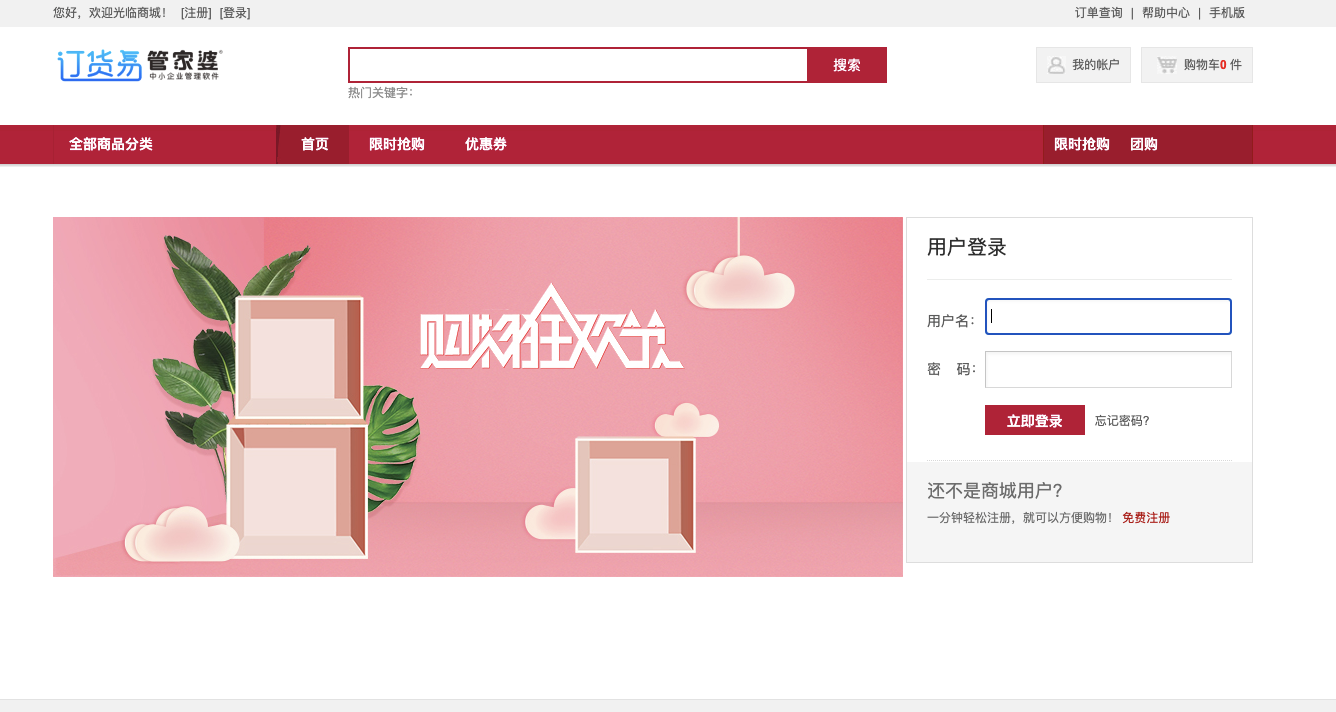 您好，欢迎光临商城！ [注册] [登录]
订单查询 | 帮助中心 | 手机版
订货易 管家婆
中小企业管理软件
搜索
我的帐户
购物车0 件
热门关键字：
全部商品分类 首页 限时抢购 优惠券 限时抢购 团购
购物狂欢节
用户登录
用户名：
密 码：
立即登录 忘记密码?
还不是商城用户?
一分钟轻松注册，就可以方便购物！ 免费注册